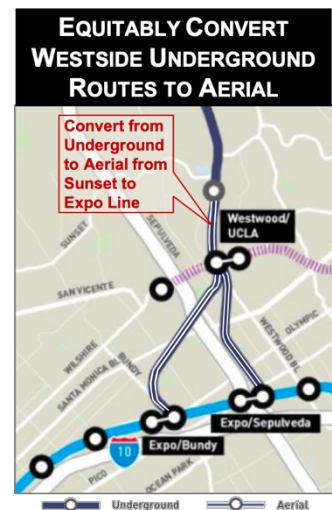 EQUITABLY CONVERT
WESTSIDE UNDERGROUND
ROUTES TO AERIAL
Convert from
Underground
to Aerial from
Sunset to
Expo Line
SEPULVEDA
SUNSET
Westwood/
UCLA
SAN VICENTE
OLYMPIC
WESTWOOD BL
WILSHIRE
BUNDY
SANTA MONICA BL
Expo/Sepulveda
Expo/Bundy
10
PICO
OCEAN PARK
Underground
Aerial